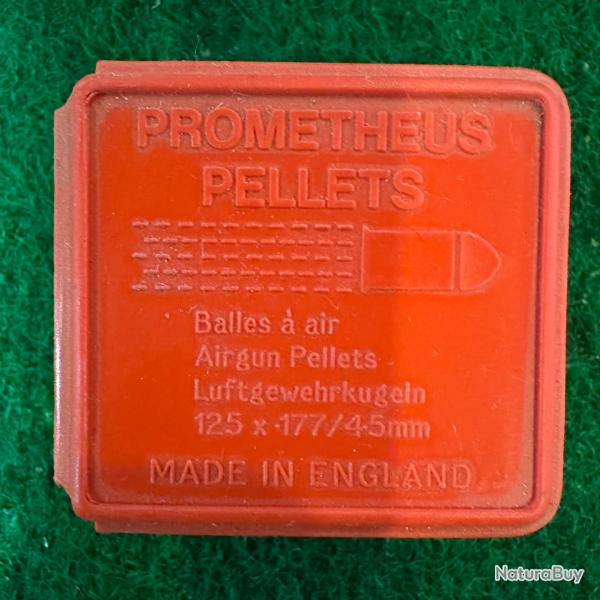 PROMETHEUS
PELLETS
Balles à air
Airgun Pellets
Luftgewehrkugeln
125 x ·177/4·5mm
MADE IN ENGLAND
NaturaBuy